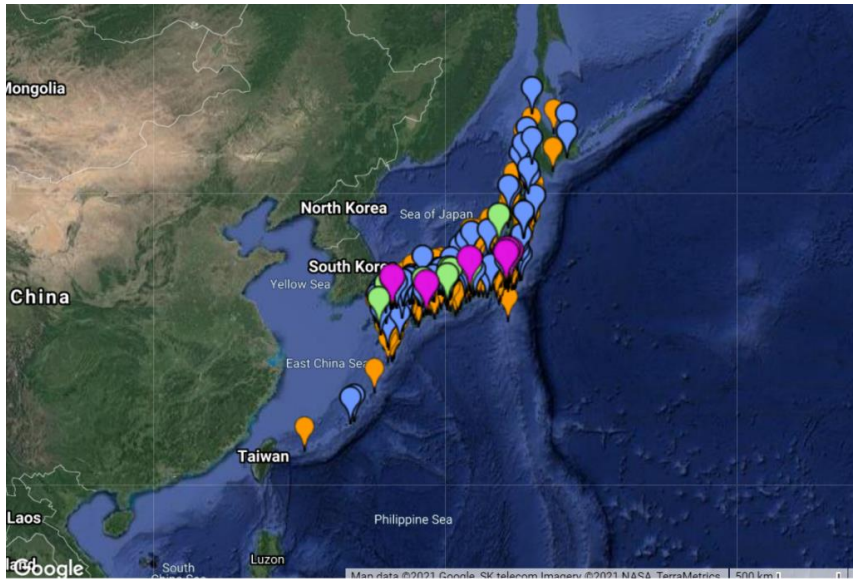 Mongolia
North Korea
Sea of Japan
South
Yellow Sea
China
East China Sea
Taiwan
Laos
Philippine Sea
Luzon
South
Google
Map data ©2021 Google, SK telecom Imagery ©2021 NASA, TerraMetrics
500 km